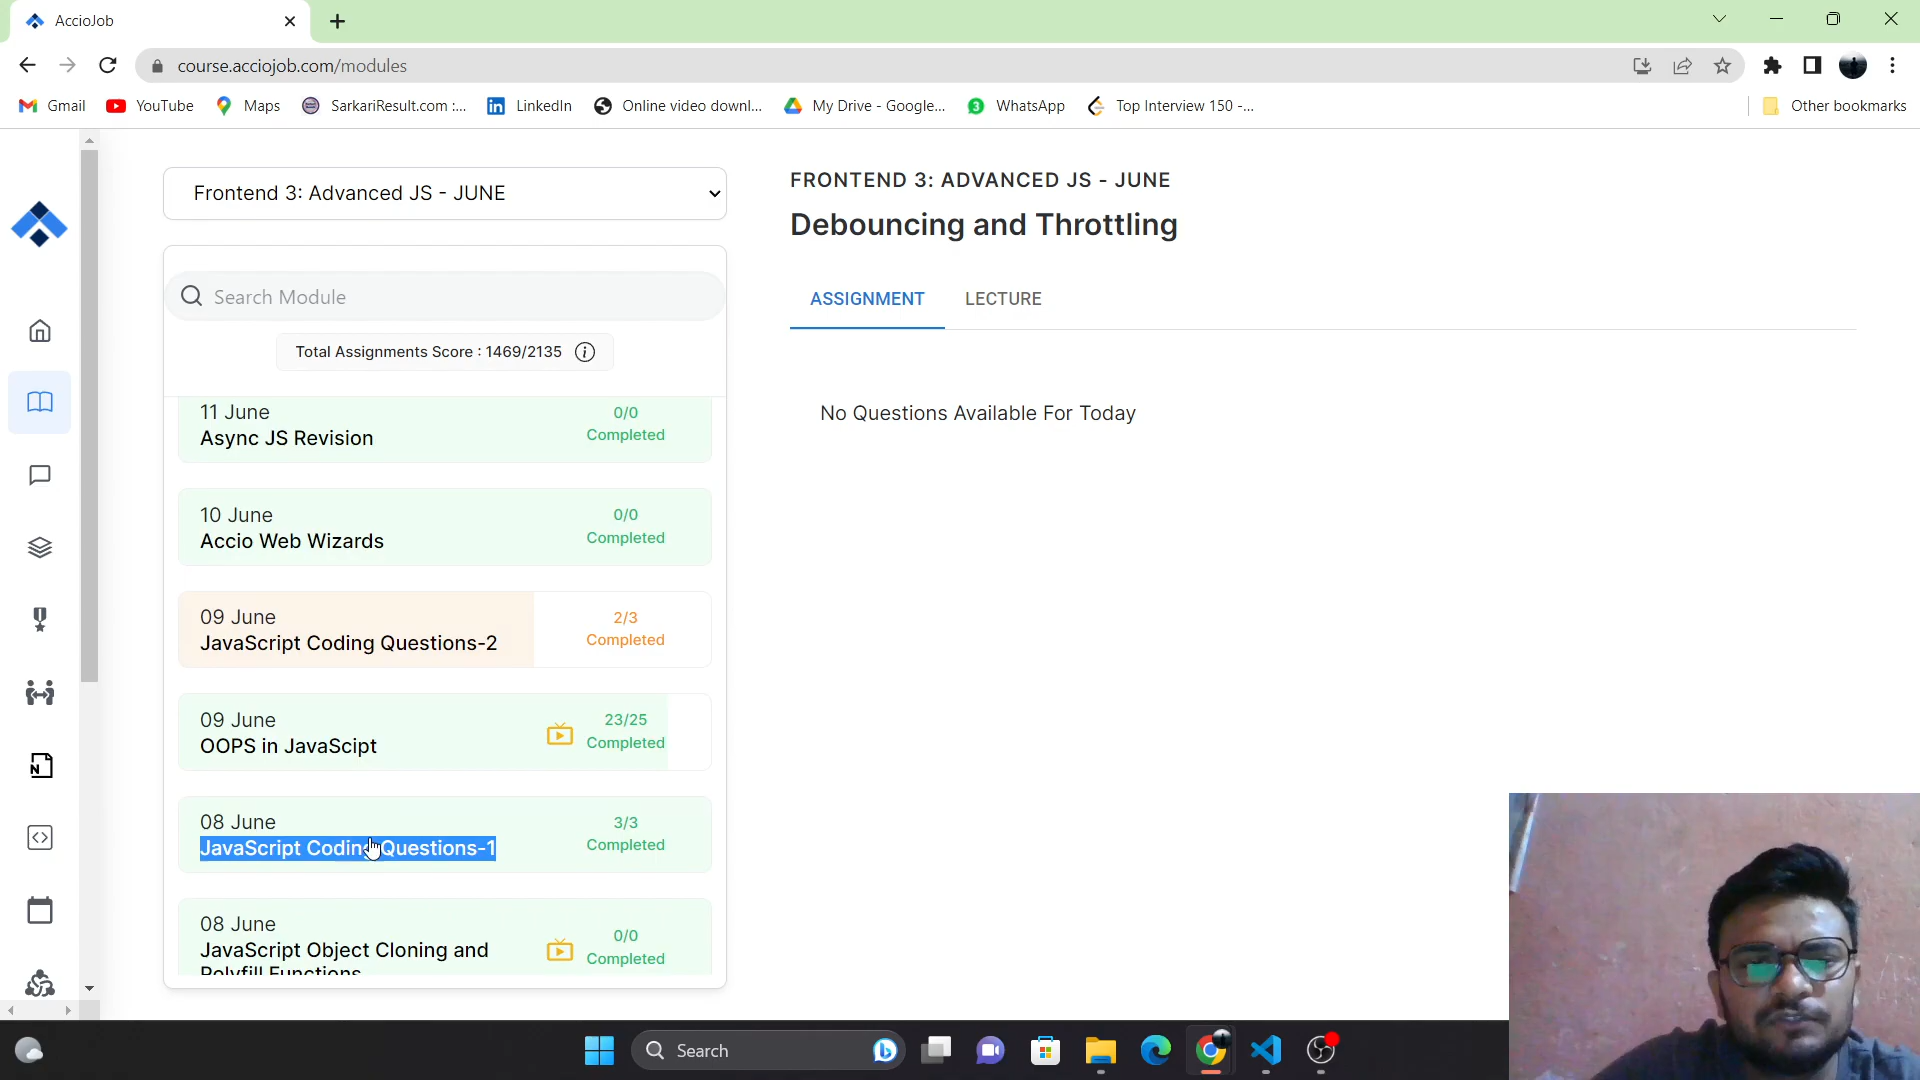 AccioJob
course.acciojob.com/modules
Gmail
YouTube
Maps
SarkariResult.com :...
LinkedIn
Online video downl...
My Drive - Google...
3
WhatsApp
Top Interview 150 -...
Other bookmarks
Frontend 3: Advanced JS - JUNE
Search Module
Total Assignments Score : 1469/2135
11 June
Async JS Revision
0/0
Completed
10 June
Accio Web Wizards
0/0
Completed
09 June
JavaScript Coding Questions-2
2/3
Completed
09 June
OOPS in JavaScipt
23/25
Completed
08 June
JavaScript Coding Questions-1
3/3
Completed
08 June
JavaScript Object Cloning and
Polyfill Functions
0/0
Completed
FRONTEND 3: ADVANCED JS - JUNE
Debouncing and Throttling
ASSIGNMENT
LECTURE
No Questions Available For Today
N
Search